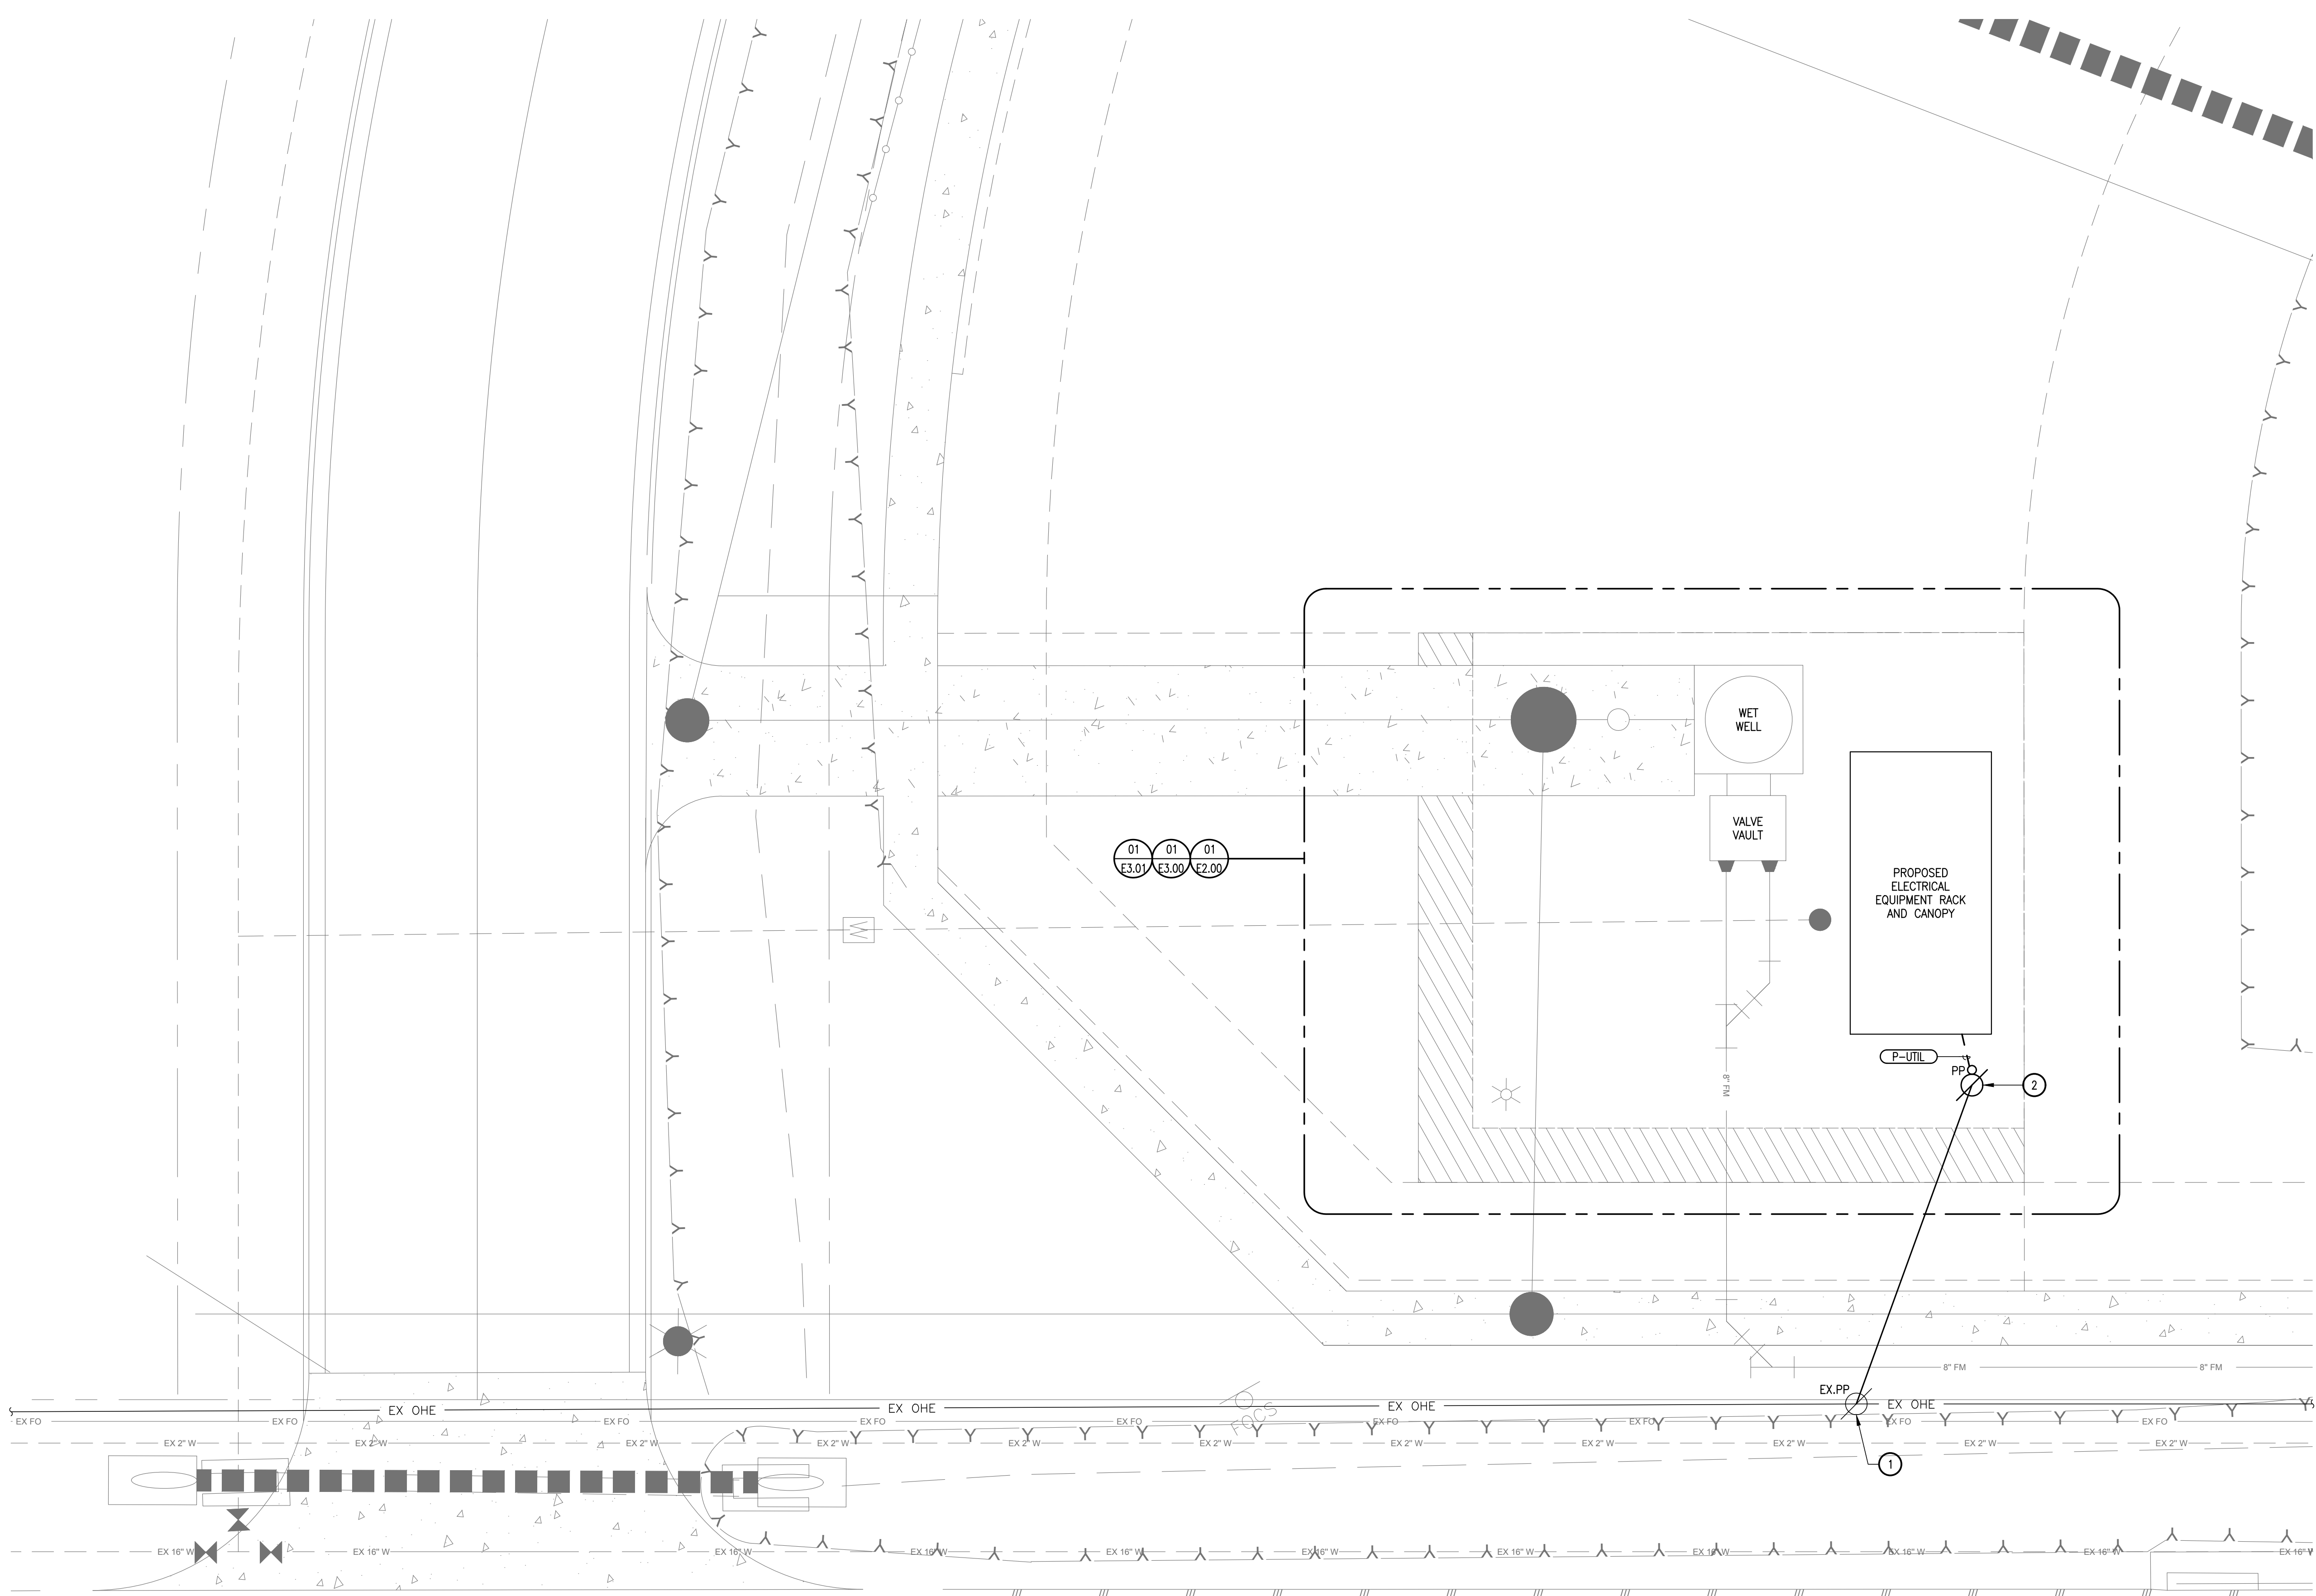 WET
WELL
01 01 01
E3.01 E3.00 E2.00
VALVE
VAULT
PROPOSED
ELECTRICAL
EQUIPMENT RACK
AND CANOPY
P-UTIL
PP
2
8" FM
8" FM 8" FM
EX.PP
EX OHE EX OHE EX OHE EX OHE
FOCS
EX FO EX FO EX FO EX FO EX FO EX FO EX FO EX FO EX FO
EX 2" W EX 2" W EX 2" W EX 2" W EX 2" W EX 2" W EX 2" W EX 2" W EX 2" W EX 2" W EX 2" W
1
EX 16" W EX 16" W EX 16" W EX 16" W EX 16" W EX 16" W EX 16" W EX 16" W EX 16" W EX 16" W EX 16" W